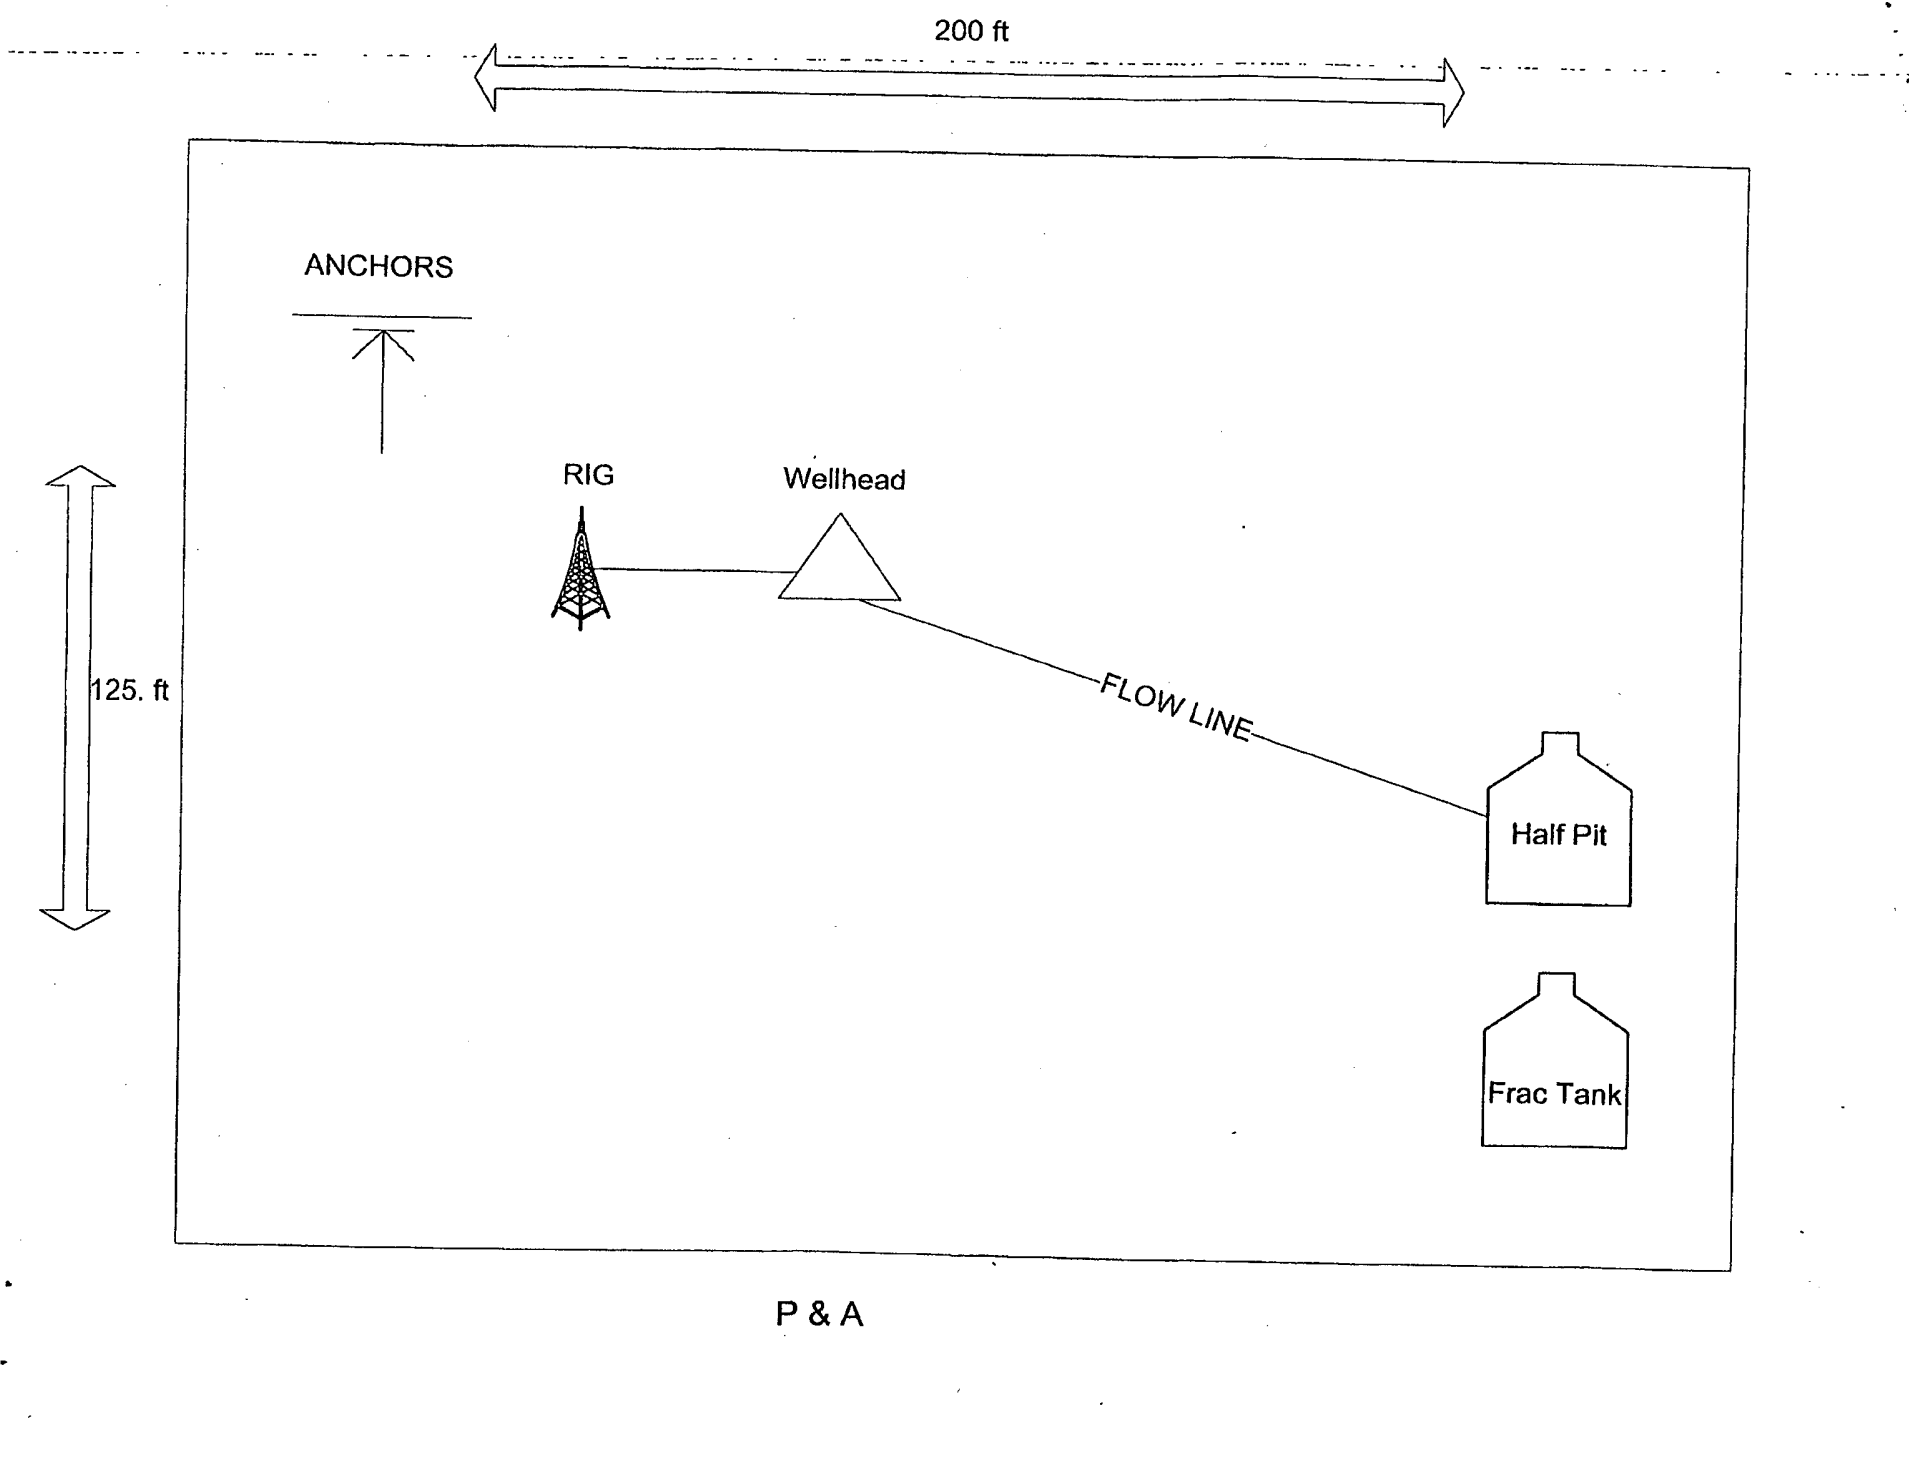 200 ft
ANCHORS
RIG
Wellhead
125. ft
FLOW LINE
Half Pit
Frac Tank
P & A